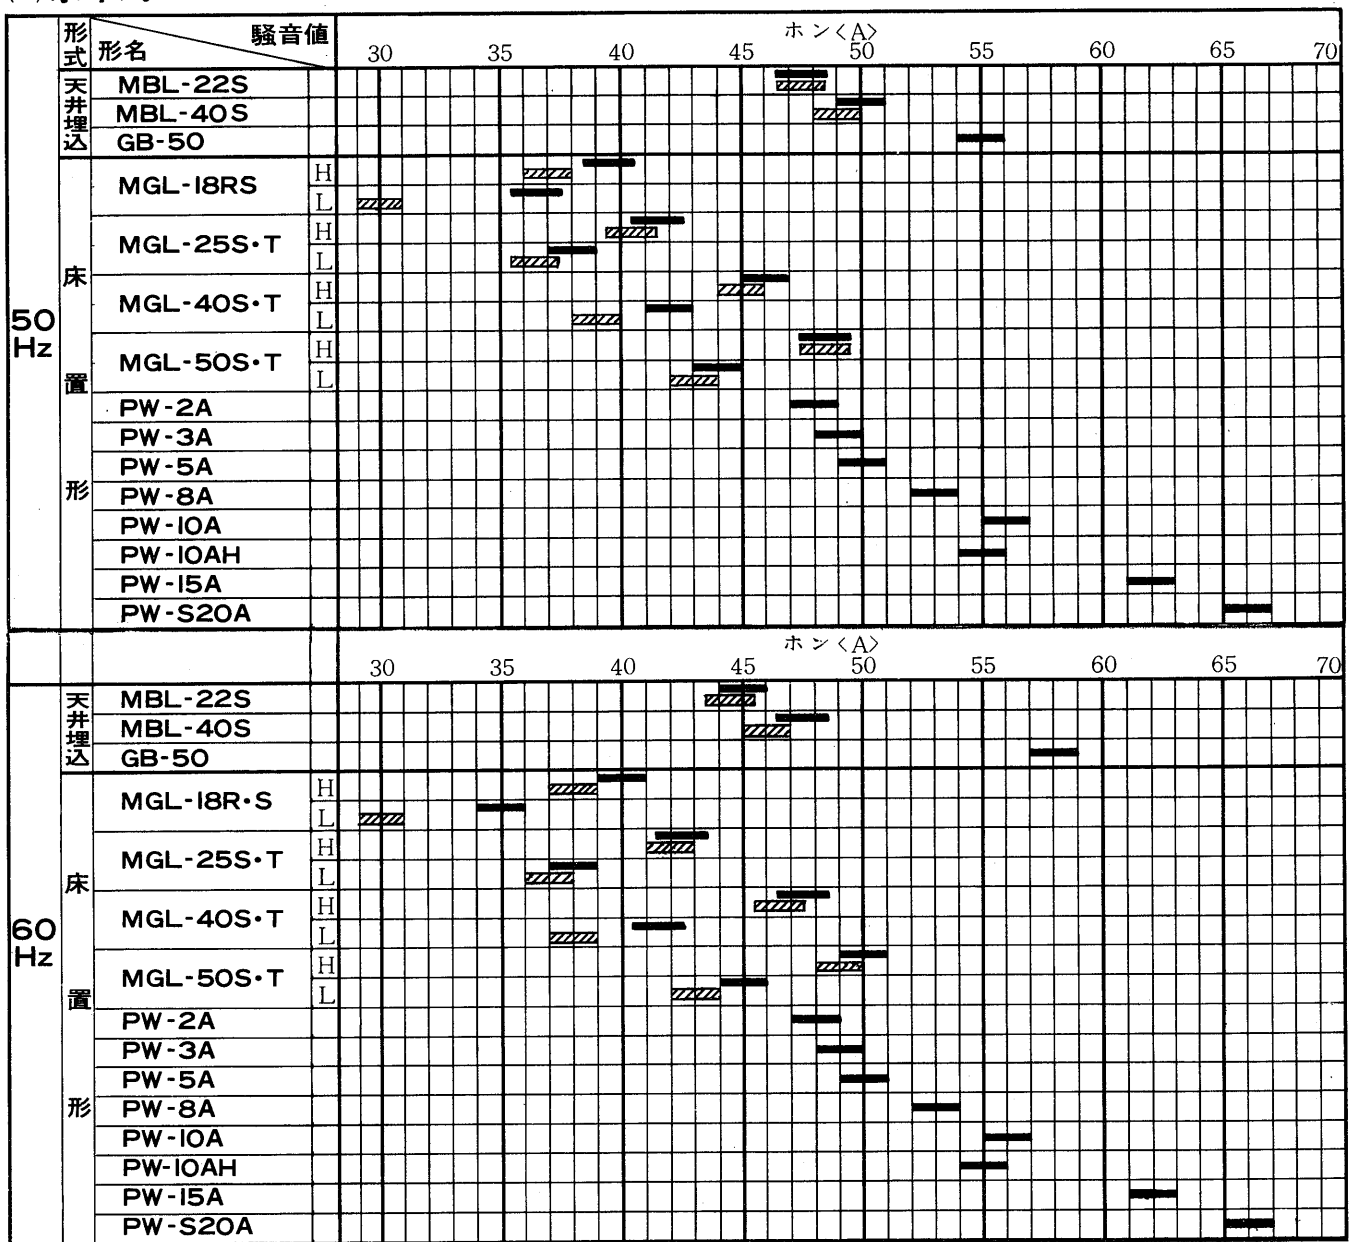 騒音値
形式 形名
ホン〈A〉
30 35 40 45 50 55 60 65 70
50Hz
天井埋込
MBL-22S
MBL-40S
GB-50
床置形
MGL-18RS H L
MGL-25S・T H L
MGL-40S・T H L
MGL-50S・T H L
PW-2A
PW-3A
PW-5A
PW-8A
PW-10A
PW-10AH
PW-15A
PW-S20A
ホン〈A〉
30 35 40 45 50 55 60 65 70
60Hz
天井埋込
MBL-22S
MBL-40S
GB-50
床置形
MGL-18R・S H L
MGL-25S・T H L
MGL-40S・T H L
MGL-50S・T H L
PW-2A
PW-3A
PW-5A
PW-8A
PW-10A
PW-10AH
PW-15A
PW-S20A